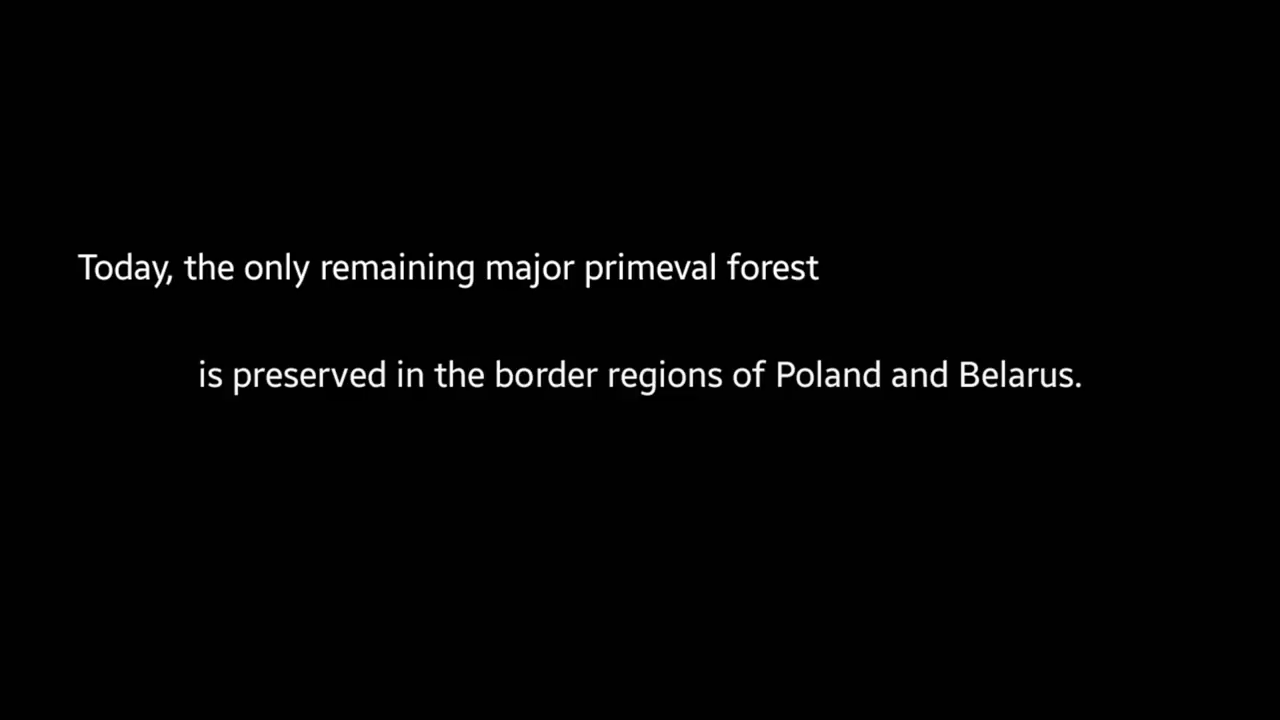 Today, the only remaining major primeval forest
is preserved in the border regions of Poland and Belarus.